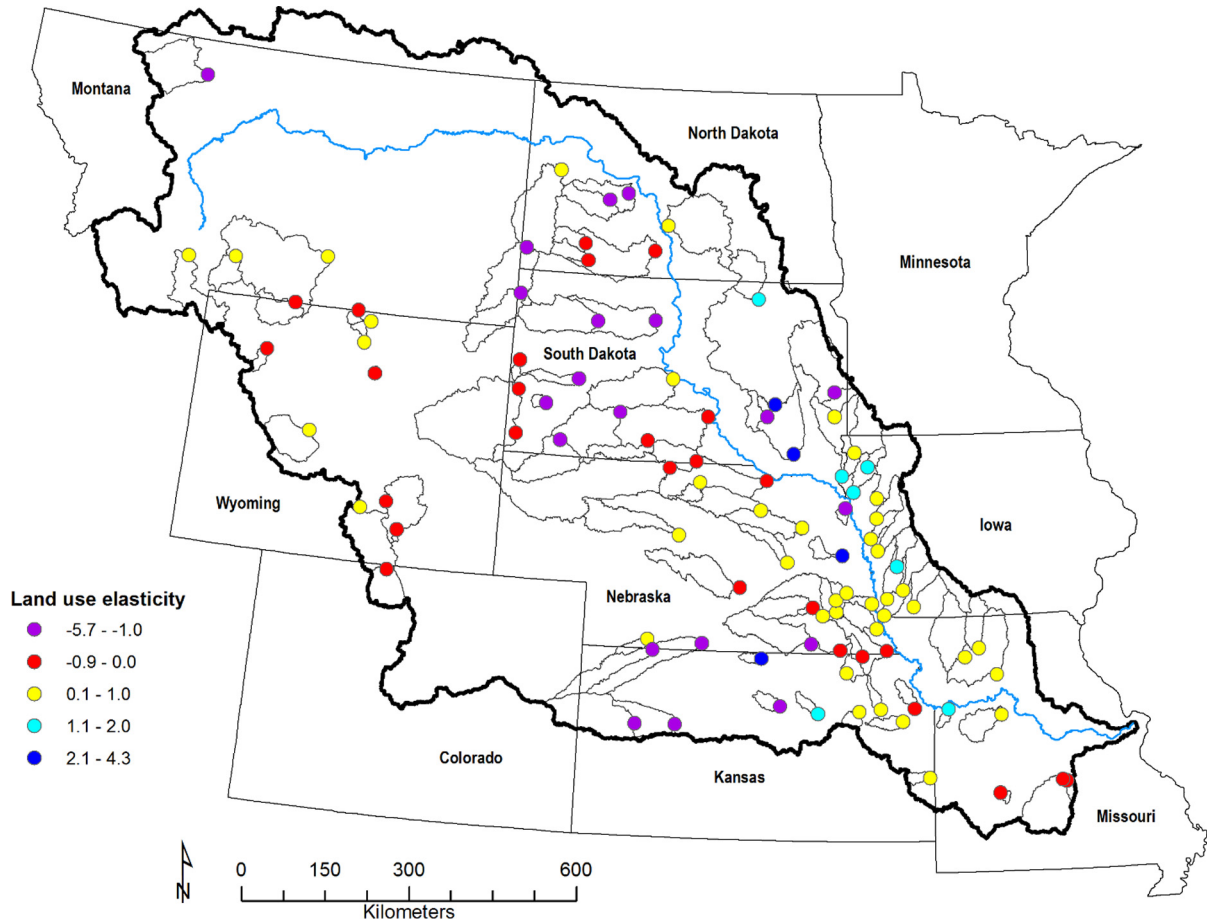 Montana
North Dakota
Minnesota
South Dakota
Wyoming
Iowa
Nebraska
Colorado
Kansas
Missouri
Land use elasticity
-5.7 - -1.0
-0.9 - 0.0
0.1 - 1.0
1.1 - 2.0
2.1 - 4.3
N
0 150 300 600
Kilometers